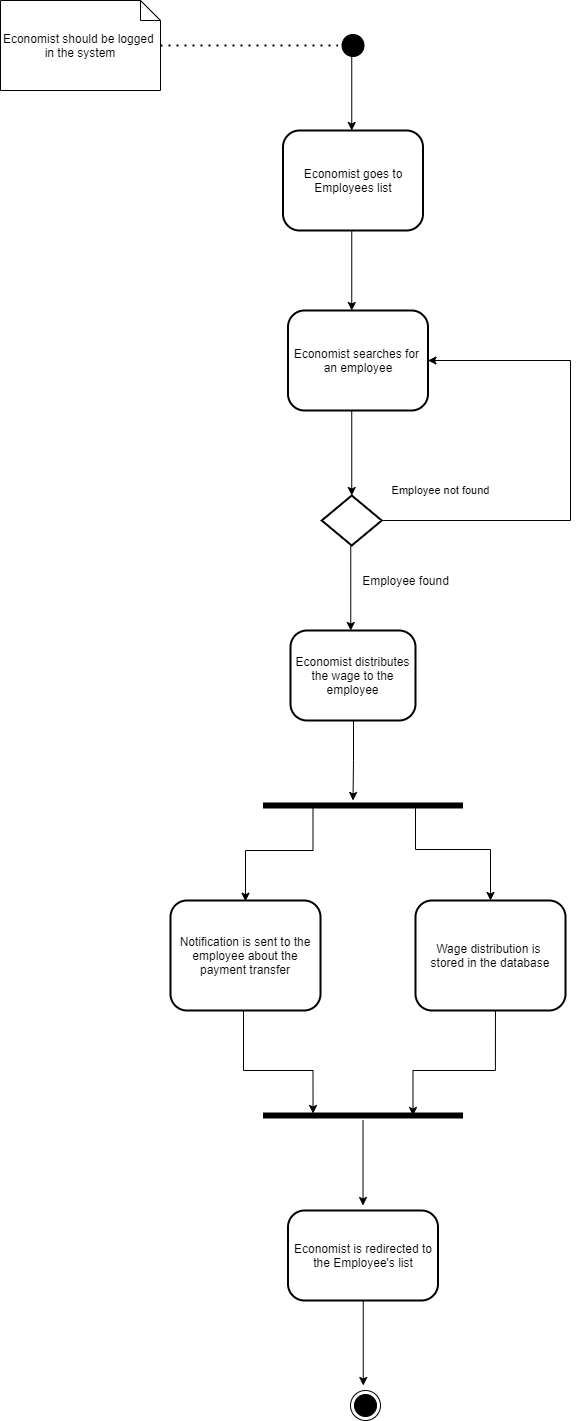 Economist should be logged
in the system
Economist goes to
Employees list
Economist searches for
an employee
Employee not found
Employee found
Economist distributes
the wage to the
employee
Notification is sent to the
employee about the
payment transfer
Wage distribution is
stored in the database
Economist is redirected to
the Employee's list